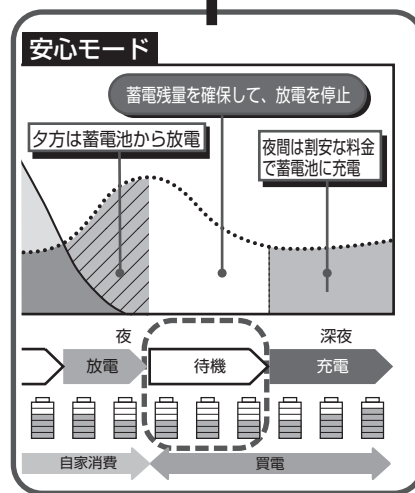 安心モード
蓄電残量を確保して、放電を停止
夕方は蓄電池から放電
夜間は割安な料金
で蓄電池に充電
夜
深夜
放電
待機
充電
自家消費
買電